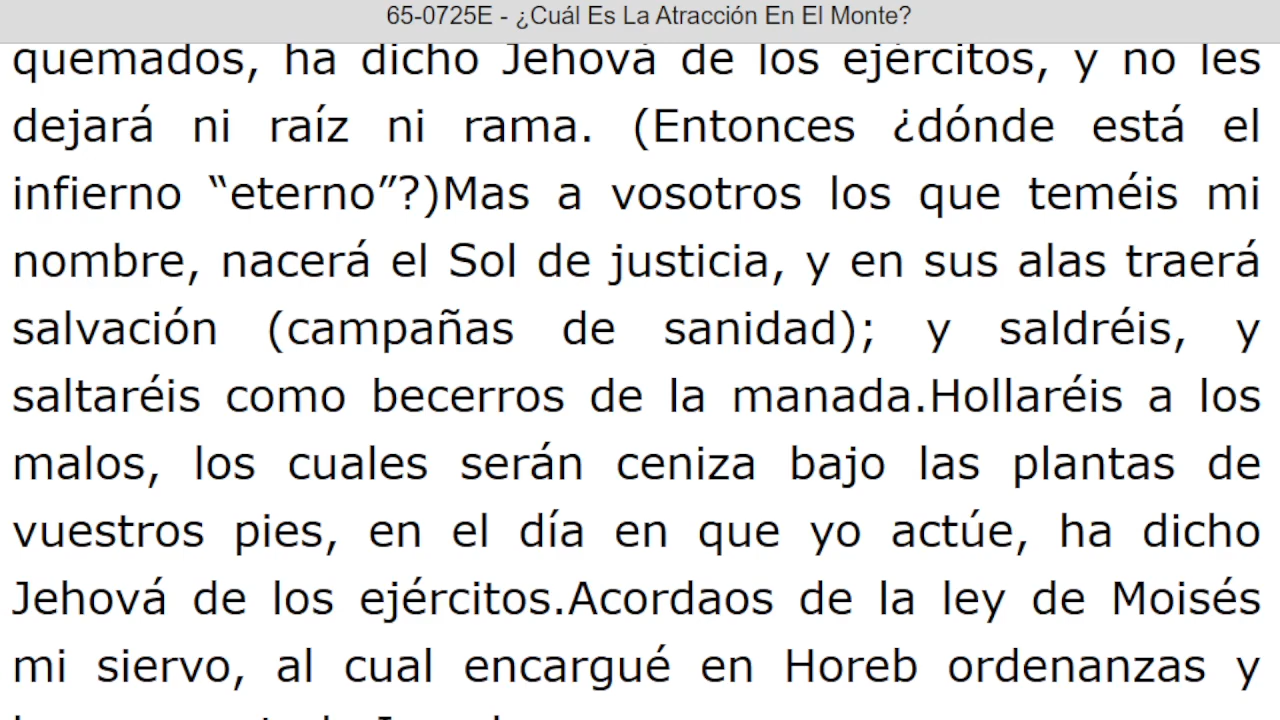 65-0725E - ¿Cuál Es La Atracción En El Monte?
quemados, ha dicho Jehová de los ejércitos, y no les
dejará ni raíz ni rama. (Entonces ¿dónde está el
infierno “eterno”?)Mas a vosotros los que teméis mi
nombre, nacerá el Sol de justicia, y en sus alas traerá
salvación (campañas de sanidad); y saldréis, y
saltaréis como becerros de la manada.Hollaréis a los
malos, los cuales serán ceniza bajo las plantas de
vuestros pies, en el día en que yo actúe, ha dicho
Jehová de los ejércitos.Acordaos de la ley de Moisés
mi siervo, al cual encargué en Horeb ordenanzas y